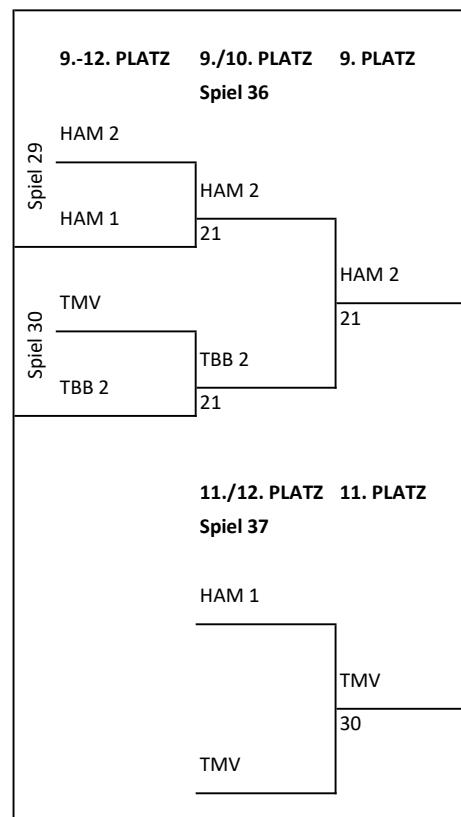 9.-12. PLATZ 9./10. PLATZ 9. PLATZ
Spiel 36
Spiel 29
HAM 2
HAM 1
HAM 2
21
Spiel 30
TMV
TBB 2
TBB 2
21
HAM 2
21
11./12. PLATZ 11. PLATZ
Spiel 37
HAM 1
TMV
TMV
30